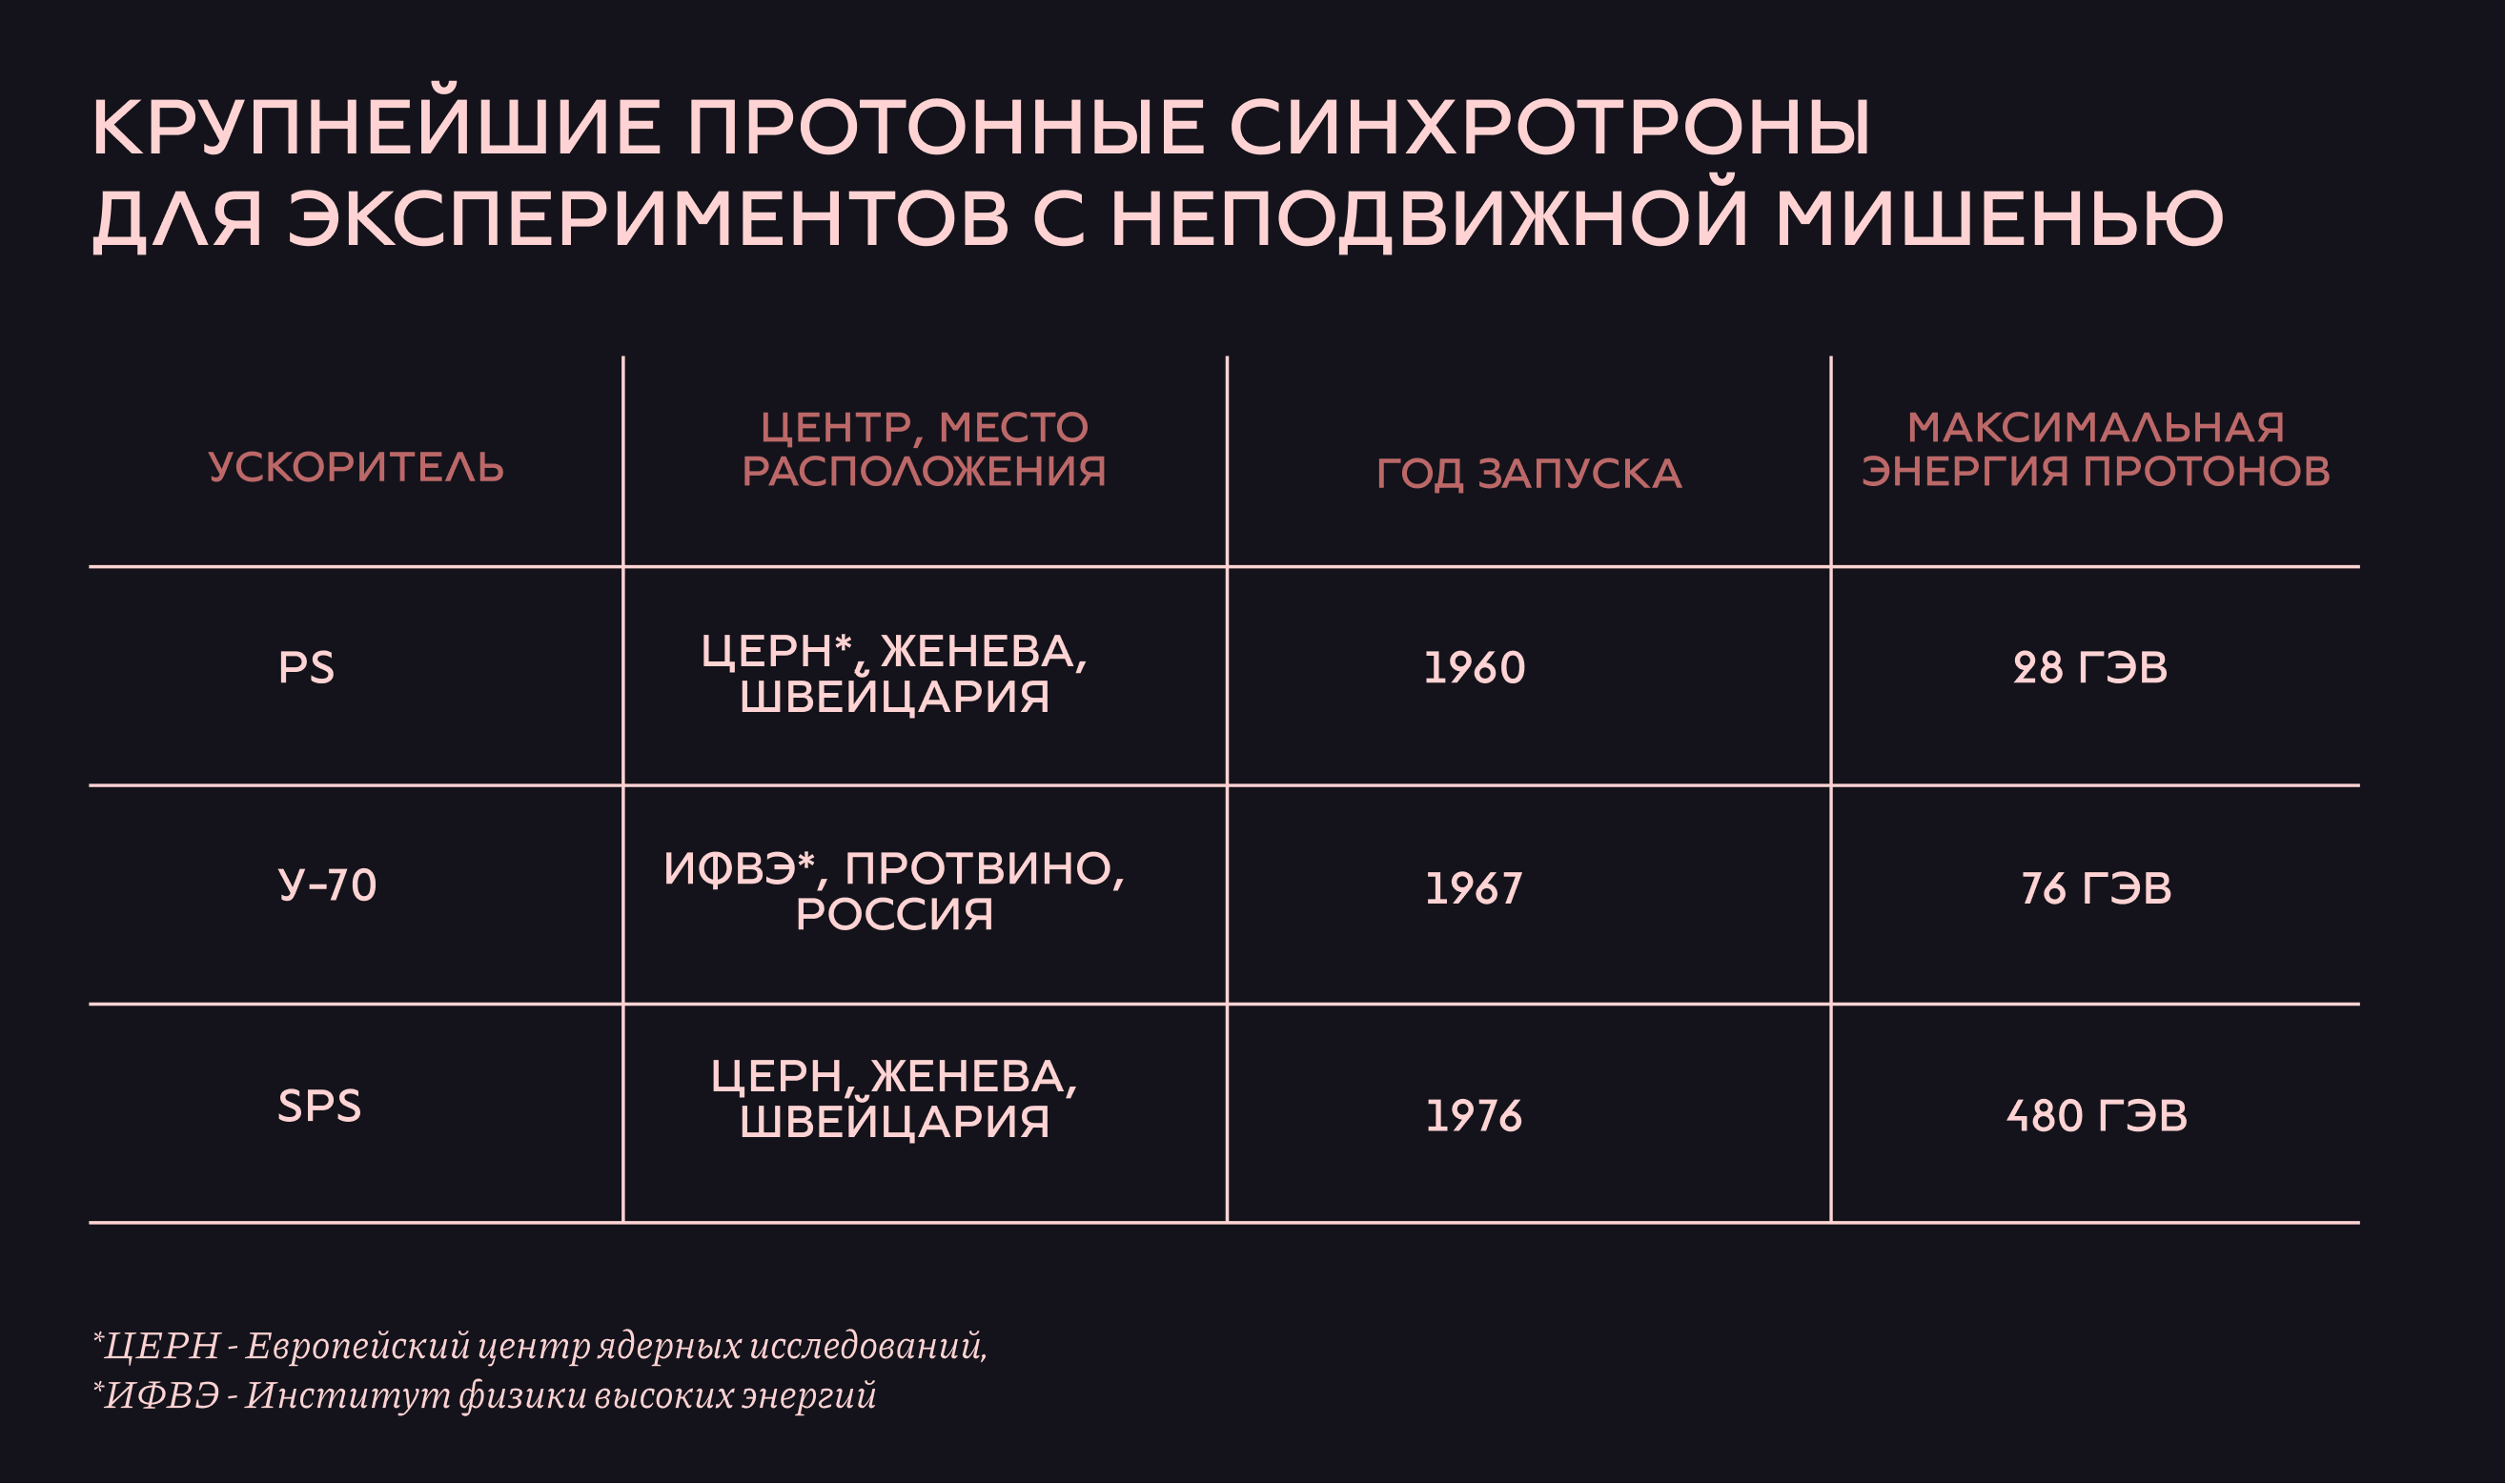 КРУПНЕЙШИЕ ПРОТОННЫЕ СИНХРОТРОНЫ
ДЛЯ ЭКСПЕРИМЕНТОВ С НЕПОДВИЖНОЙ МИШЕНЬЮ
УСКОРИТЕЛЬ
ЦЕНТР, МЕСТО
РАСПОЛОЖЕНИЯ
ГОД ЗАПУСКА
МАКСИМАЛЬНАЯ
ЭНЕРГИЯ ПРОТОНОВ
PS
ЦЕРН*, ЖЕНЕВА,
ШВЕЙЦАРИЯ
1960
28 ГЭВ
У-70
ИФВЭ*, ПРОТВИНО,
РОССИЯ
1967
76 ГЭВ
SPS
ЦЕРН, ЖЕНЕВА,
ШВЕЙЦАРИЯ
1976
480 ГЭВ
*ЦЕРН - Европейский центр ядерных исследований,
*ИФВЭ - Институт физики высоких энергий